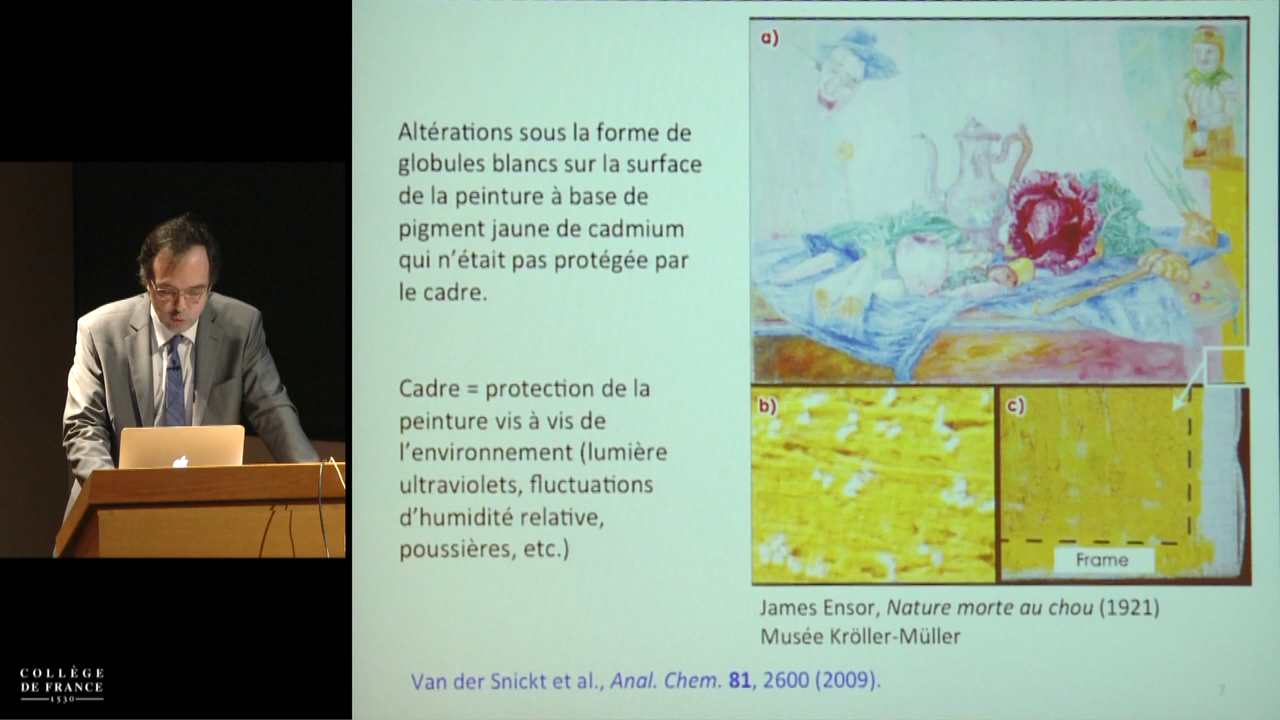 Altérations sous la forme de
globules blancs sur la surface
de la peinture à base de
pigment jaune de cadmium
qui n'était pas protégée par
le cadre.
Cadre = protection de la
peinture vis à vis de
l'environnement (lumière
ultraviolets, fluctuations
d'humidité relative,
poussières, etc.)
a)
b)
c)
Frame
James Ensor, Nature morte au chou (1921)
Musée Kröller-Müller
Van der Snickt et al., Anal. Chem. 81, 2600 (2009).
7
COLLÈGE
DE FRANCE
1530